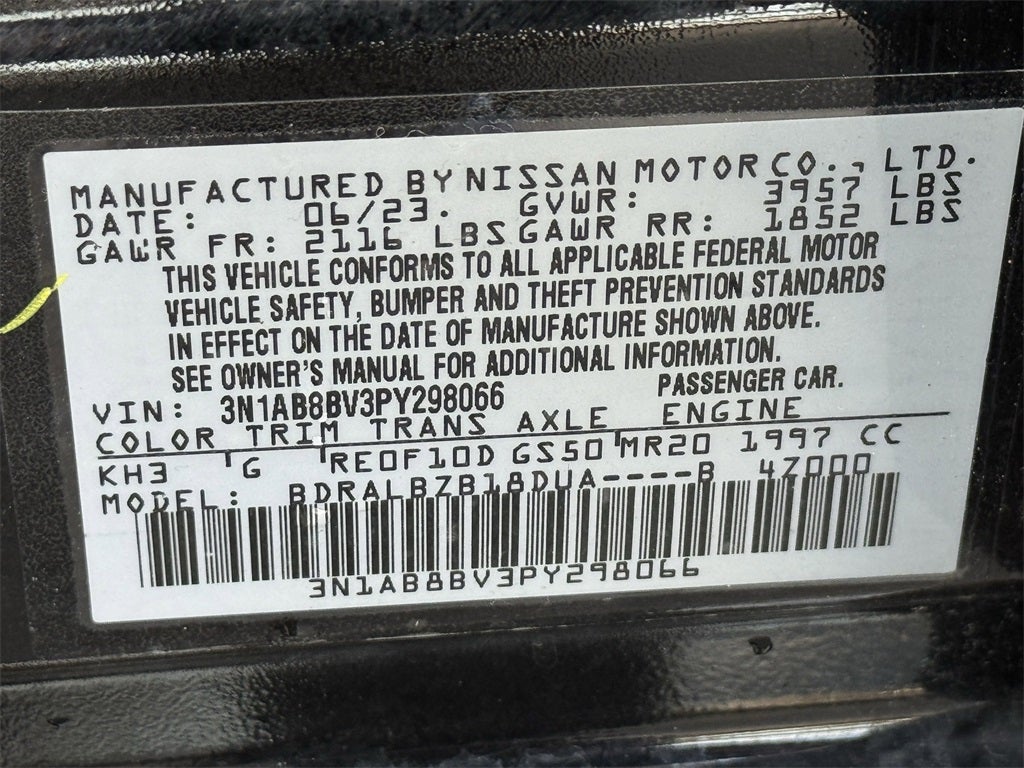 MANUFACTURED BY NISSAN MOTOR CO., LTD.
DATE: 06/23. GVWR: 3957 LBS
GAWR FR: 2116 LBS GAWR RR: 1852 LBS
THIS VEHICLE CONFORMS TO ALL APPLICABLE FEDERAL MOTOR
VEHICLE SAFETY, BUMPER AND THEFT PREVENTION STANDARDS
IN EFFECT ON THE DATE OF MANUFACTURE SHOWN ABOVE.
SEE OWNER'S MANUAL FOR ADDITIONAL INFORMATION.
VIN: 3N1AB8BV3PY298066 PASSENGER CAR.
COLOR TRIM TRANS AXLE ENGINE
KH3 G RE0F10D GS50 MR20 1997 CC
MODEL: BDRALBZB18DUA----B 4Z000
3N1AB8BV3PY298066